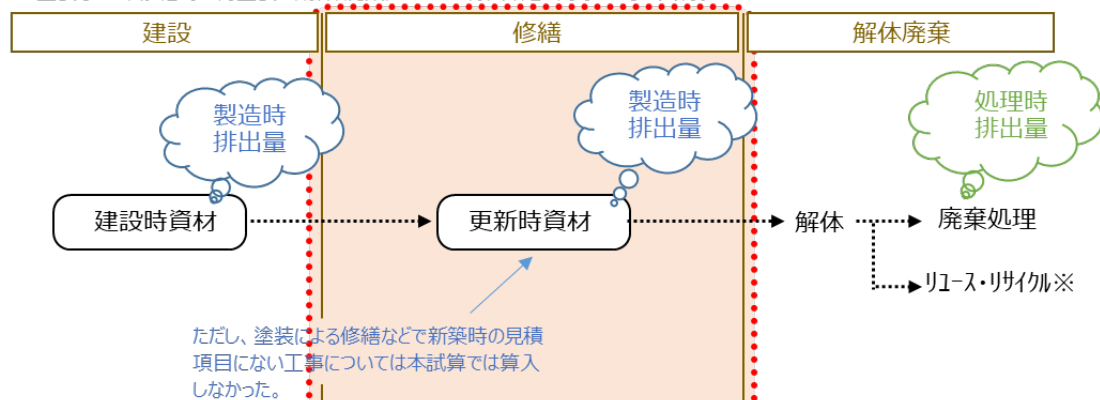 建設
修繕
解体廃棄
製造時
排出量
製造時
排出量
処理時
排出量
建設時資材
更新時資材
解体
廃棄処理
リユース・リサイクル※
ただし、塗装による修繕などで新築時の見積
項目にない工事については本試算では算入
しなかった。